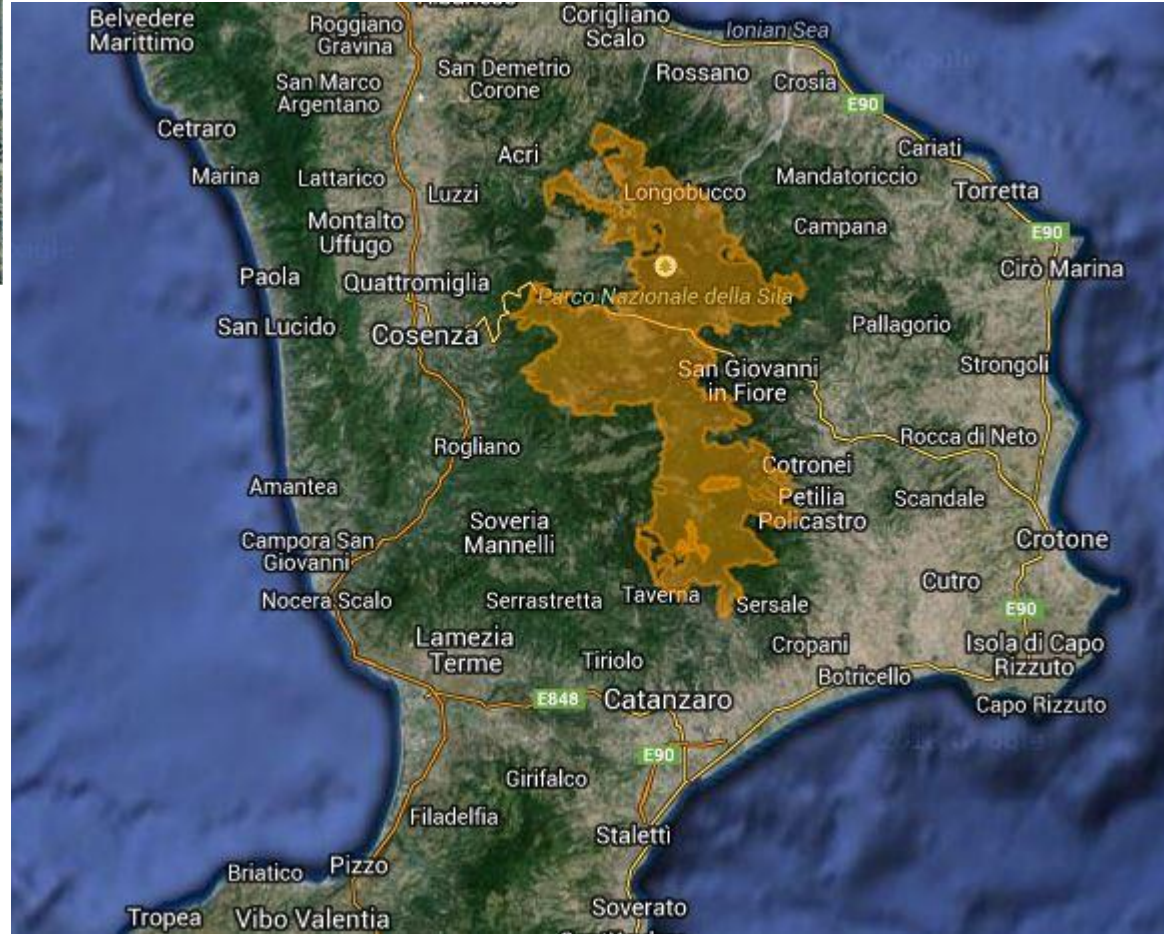 Belvedere
Marittimo
Roggiano
Gravina
Corigliano
Scalo
Ionian Sea
San Marco
Argentano
San Demetrio
Corone
Rossano
Crosia
E90
Cetraro
Acri
Cariati
Marina
Lattarico
Luzzi
Longobucco
Mandatoriccio
Torretta
Montalto
Uffugo
Campana
E90
Paola
Quattromiglia
Cirò Marina
Parco Nazionale della Sila
San Lucido
Cosenza
Pallagorio
San Giovanni
in Fiore
Strongoli
Rogliano
Rocca di Neto
Cotronei
Amantea
Petilia
Policastro
Scandale
Soveria
Mannelli
Campora San
Giovanni
Crotone
Cutro
Nocera Scalo
Serrastretta
Taverna
Sersale
E90
Lamezia
Terme
Tiriolo
Cropani
Isola di Capo
Rizzuto
Botricello
E848
Catanzaro
Capo Rizzuto
E90
Girifalco
Filadelfia
Stalettì
Briatico
Pizzo
Tropea
Vibo Valentia
Soverato